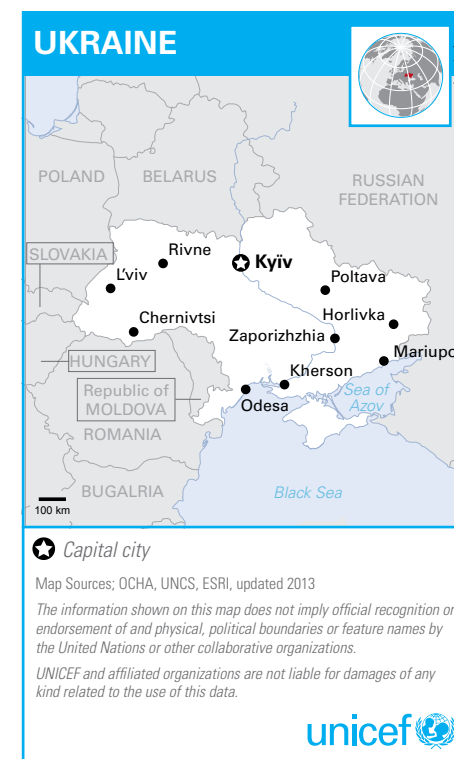 UKRAINE
POLAND
BELARUS
RUSSIAN
FEDERATION
SLOVAKIA
Rivne
Kyïv
L'viv
Poltava
Chernivtsi
Horlivka
Zaporizhzhia
Mariupo
HUNGARY
Kherson
Republic of
MOLDOVA
Odesa
Sea of
Azov
ROMANIA
BUGALRIA
Black Sea
100 km
Capital city
Map Sources; OCHA, UNCS, ESRI, updated 2013
The information shown on this map does not imply official recognition or
endorsement of and physical, political boundaries or feature names by
the United Nations or other collaborative organizations.
UNICEF and affiliated organizations are not liable for damages of any
kind related to the use of this data.
unicef